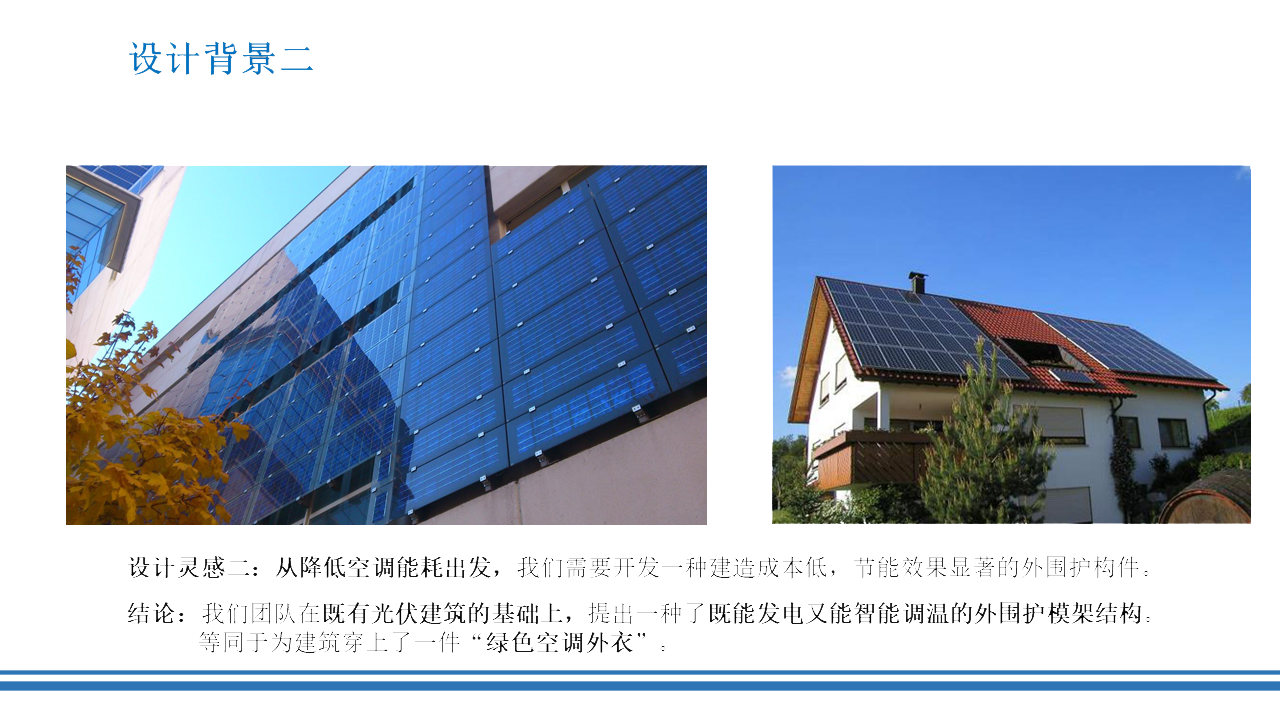 设计背景二
设计灵感二：从降低空调能耗出发，我们需要开发一种建造成本低，节能效果显著的外围护构件。
结论：我们团队在既有光伏建筑的基础上，提出一种了既能发电又能智能调温的外围护模架结构。
等同于为建筑穿上了一件“绿色空调外衣”。